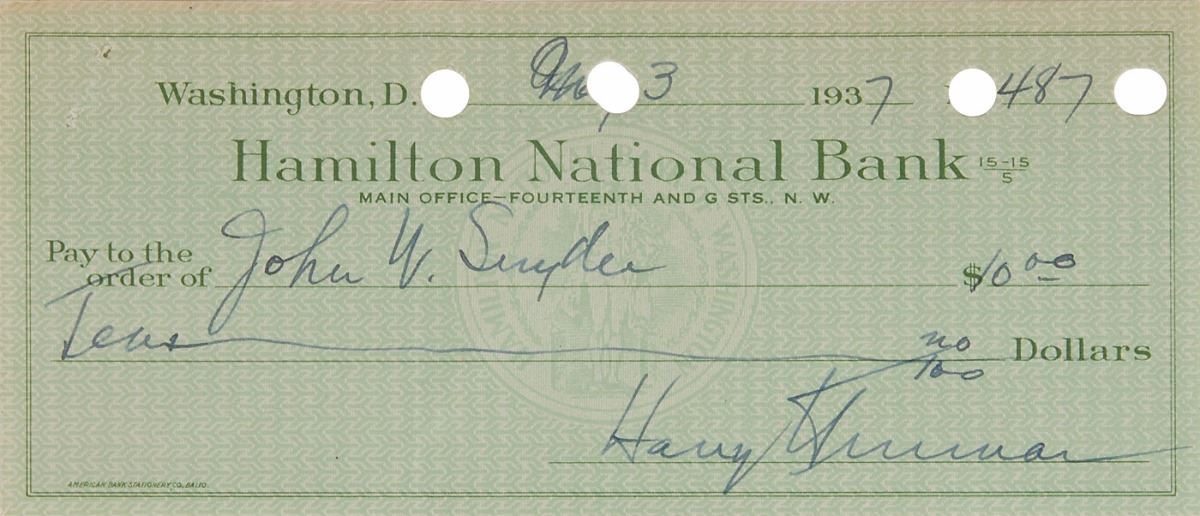 Washington, D. 3 1937 487
Hamilton National Bank 15-15/5
MAIN OFFICE—FOURTEENTH AND G STS., N. W.
Pay to the
order of John W. Snyder $10 00
no/100 Dollars
Harry S Truman
AMERICAN BANK STATIONERY CO., BALTO.